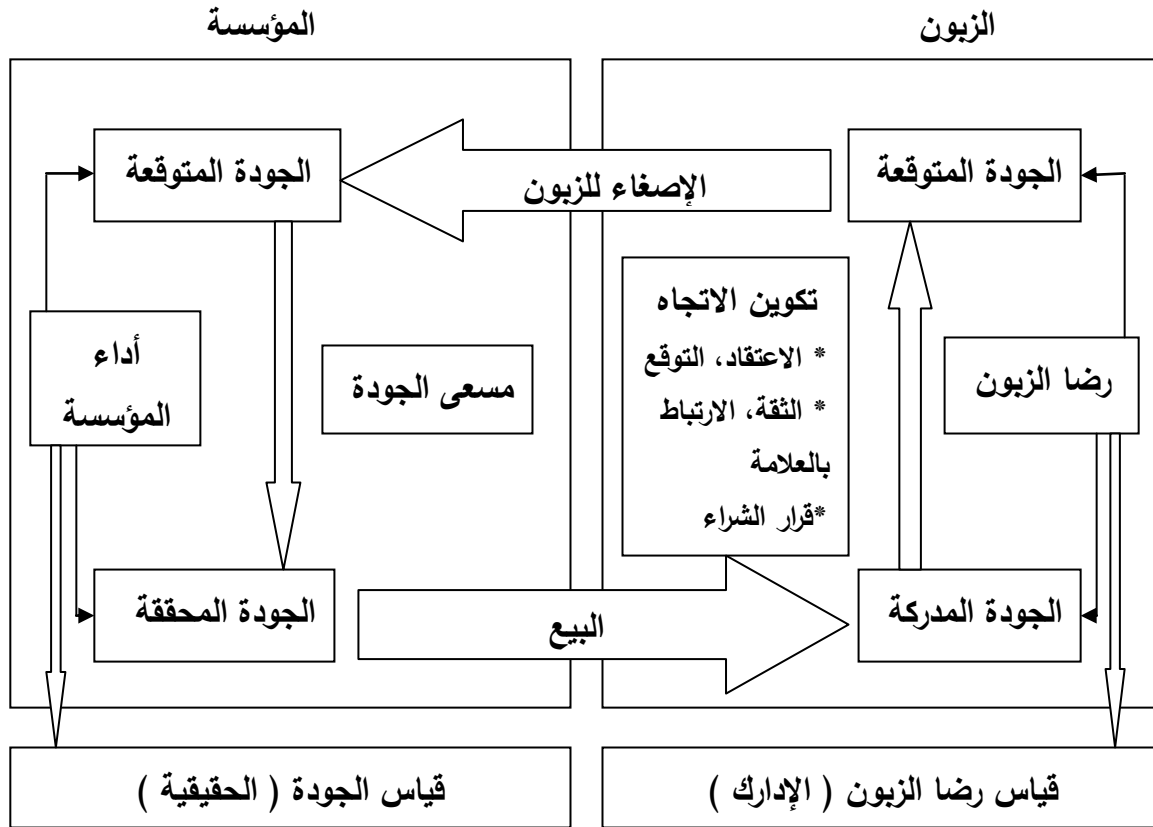 الزبون
المؤسسة
الجودة المتوقعة
الإصغاء للزبون
الجودة المتوقعة
تكوين الاتجاه
* الاعتقاد، التوقع
* الثقة، الارتباط
بالعلامة
*قرار الشراء
رضا الزبون
مسعى الجودة
أداء
المؤسسة
الجودة المدركة
البيع
الجودة المحققة
قياس رضا الزبون ( الإدارك )
قياس الجودة ( الحقيقية )